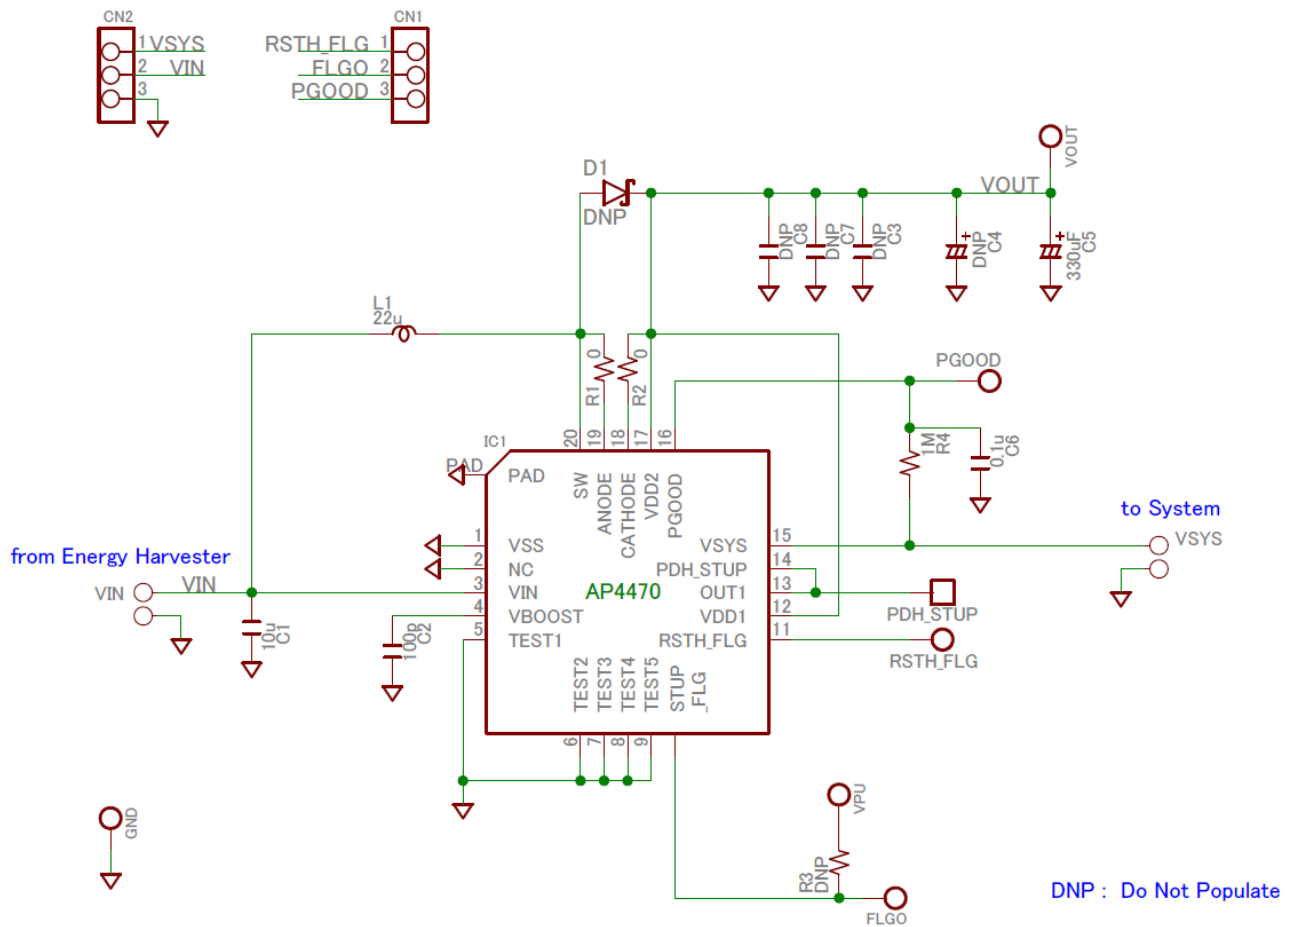 CN2
1 VSYS
2 VIN
3
CN1
RSTH_FLG 1
FLGO 2
PGOOD 3
VOUT
D1
DNP
VOUT
DNP C8
DNP C7
DNP C3
DNP + C4
330uF + C5
L1
22u
R1 0
R2 0
PGOOD
1M R4
0.1u C6
IC1
20 19 18 17 16
PAD
PAD
SW
ANODE
CATHODE
VDD2
PGOOD
to System
VSYS
from Energy Harvester
VIN
VIN
1 VSS
2 NC
3 VIN
4 VBOOST
5 TEST1
AP4470
VSYS 15
PDH_STUP 14
OUT1 13
VDD1 12
RSTH_FLG 11
PDH_STUP
RSTH_FLG
10u C1
100p C2
TEST2
TEST3
TEST4
TEST5
STUP
_FLG
6 7 8 9
GND
VPU
R3 DNP
FLGO
DNP : Do Not Populate